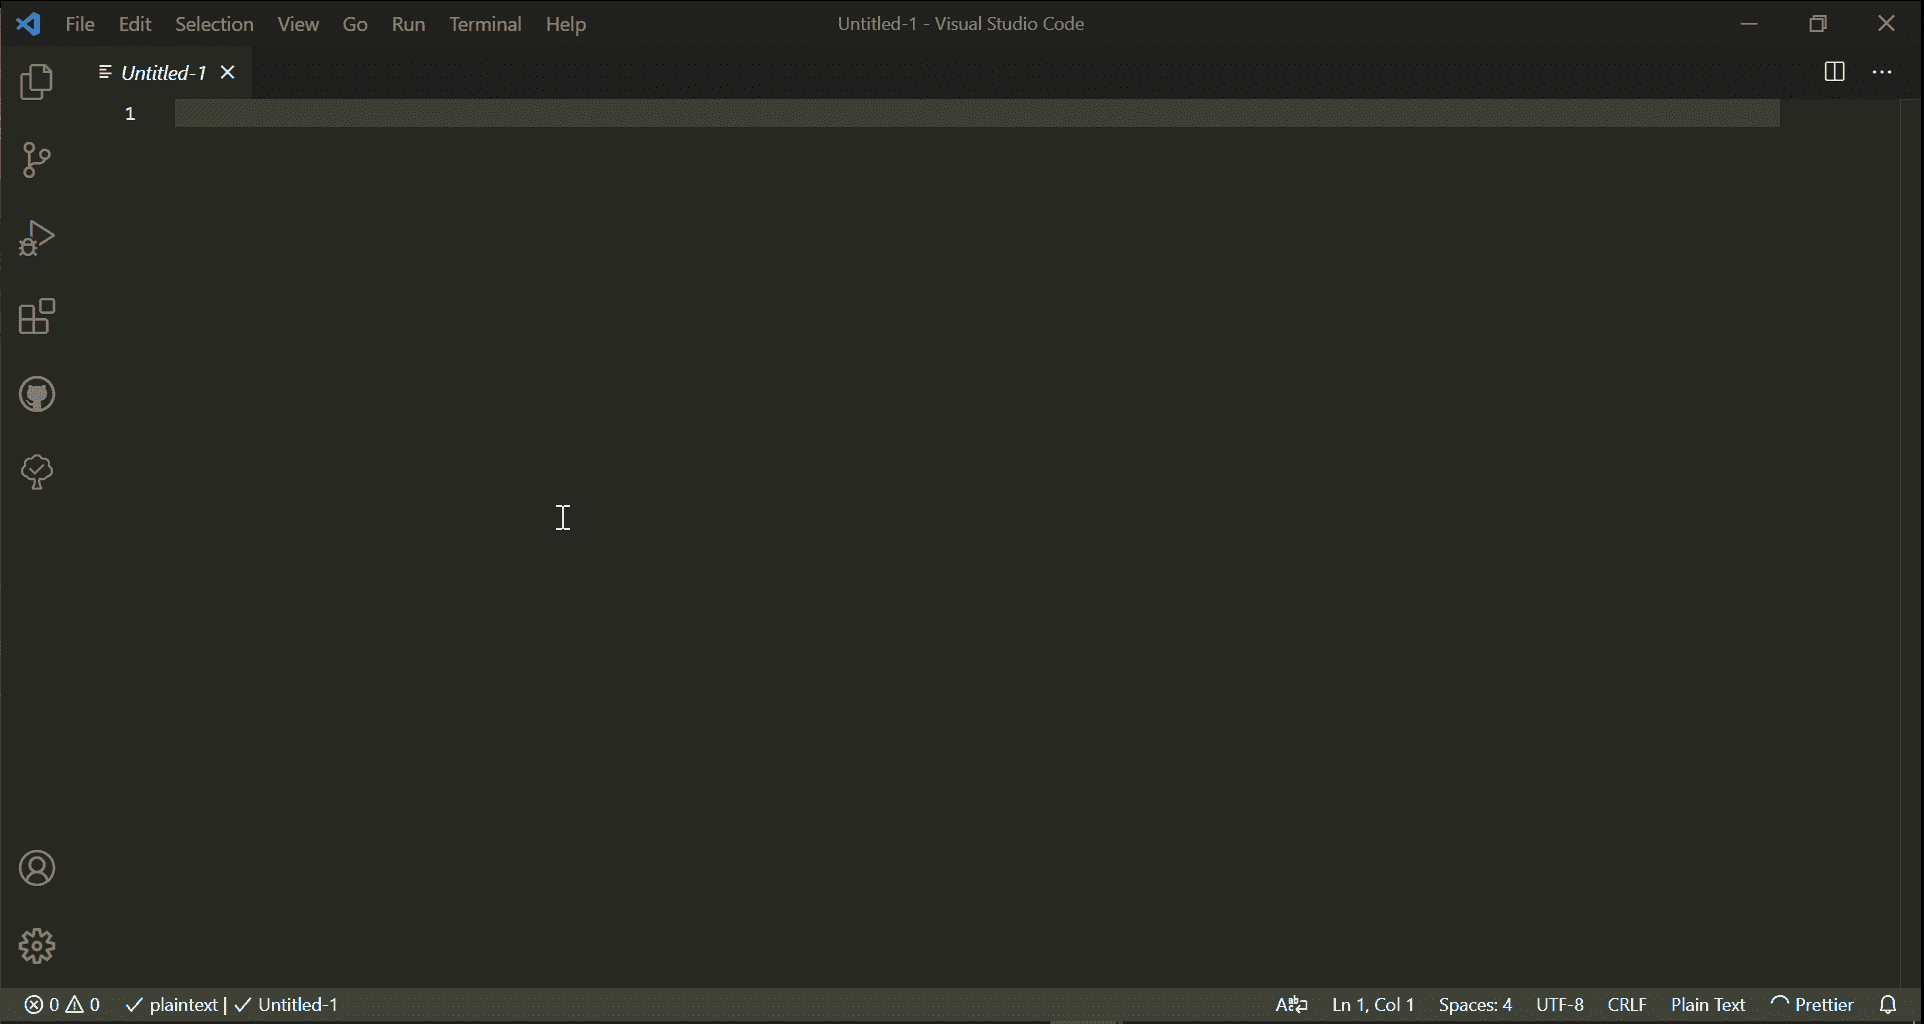 File Edit Selection View Go Run Terminal Help Untitled-1 - Visual Studio Code
Untitled-1
1
0 0 plaintext | Untitled-1 Ln 1, Col 1 Spaces: 4 UTF-8 CRLF Plain Text Prettier